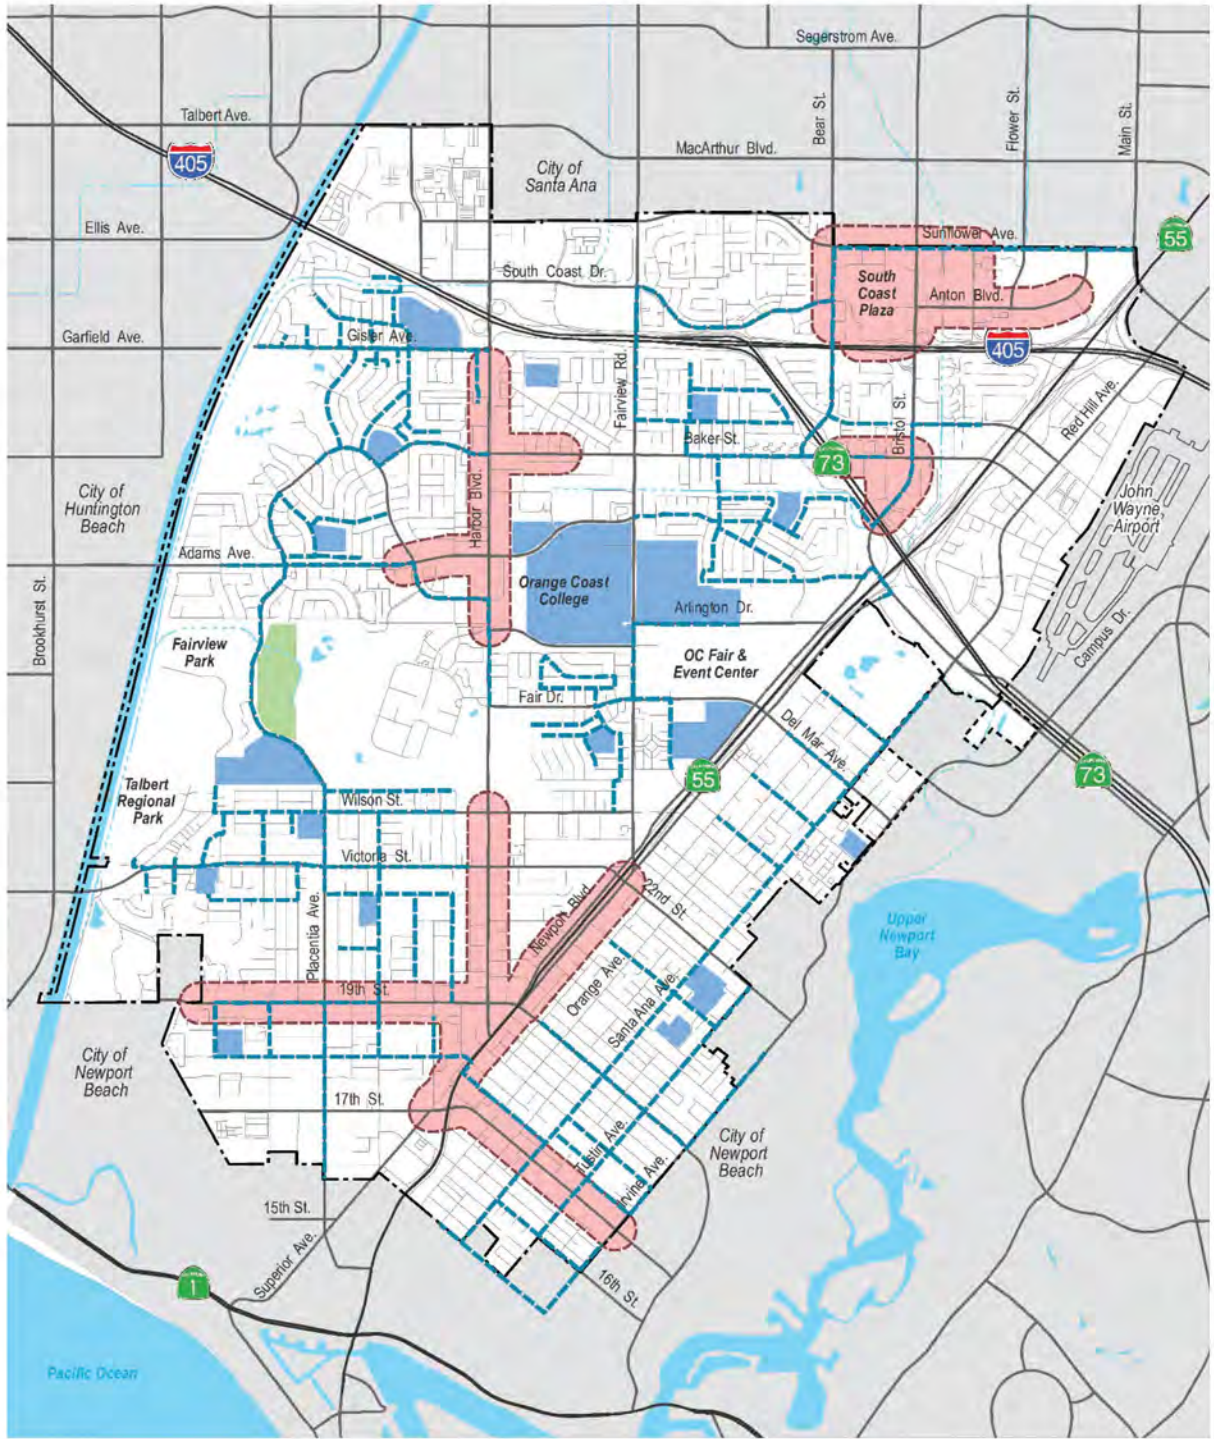 Segerstrom Ave.
Talbert Ave.
Bear St.
Flower St.
Main St.
405
MacArthur Blvd.
City of
Santa Ana
Ellis Ave.
Sunflower Ave.
55
South Coast Dr.
South
Coast
Plaza
Anton Blvd.
Garfield Ave.
Gisler Ave.
405
Fairview Rd.
Bristol St.
Red Hill Ave.
Baker St.
73
City of
Huntington
Beach
Harbor Blvd.
John
Wayne
Airport
Adams Ave.
Brookhurst St.
Orange Coast
College
Arlington Dr.
Campus Dr.
Fairview
Park
OC Fair &
Event Center
Fair Dr.
Del Mar Ave.
55
73
Talbert
Regional
Park
Wilson St.
Victoria St.
22nd St.
Newport Blvd.
Placentia Ave.
Upper
Newport
Bay
19th St.
Orange Ave.
Santa Ana Ave.
City of
Newport
Beach
17th St.
Tustin Ave.
Irvine Ave.
City of
Newport
Beach
15th St.
Superior Ave.
16th St.
1
Pacific Ocean